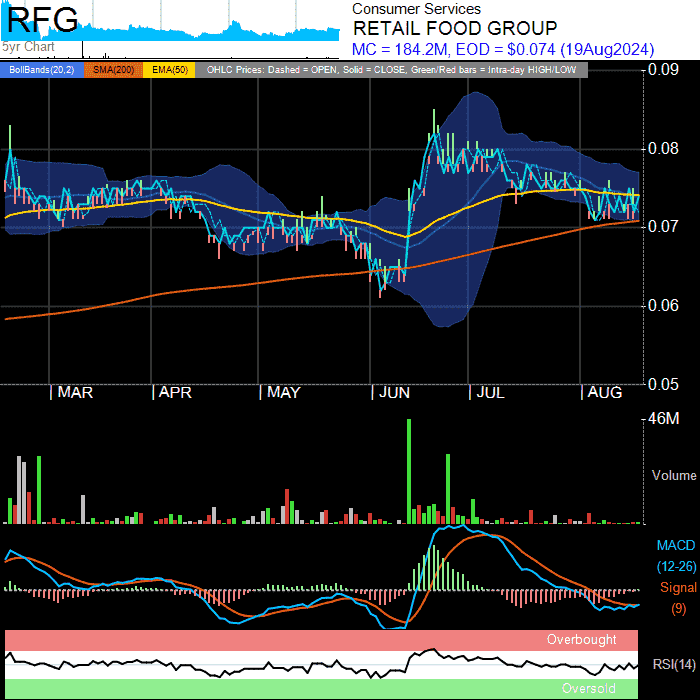 RFG
5yr Chart
Consumer Services
RETAIL FOOD GROUP
MC = 184.2M, EOD = $0.074 (19Aug2024)
BollBands(20,2) SMA(200) EMA(50) OHLC Prices: Dashed = OPEN, Solid = CLOSE, Green/Red bars = Intra-day HIGH/LOW
0.09
0.08
0.07
0.06
0.05
MAR APR MAY JUN JUL AUG
46M
Volume
MACD
(12-26)
Signal
(9)
Overbought
RSI(14)
Oversold